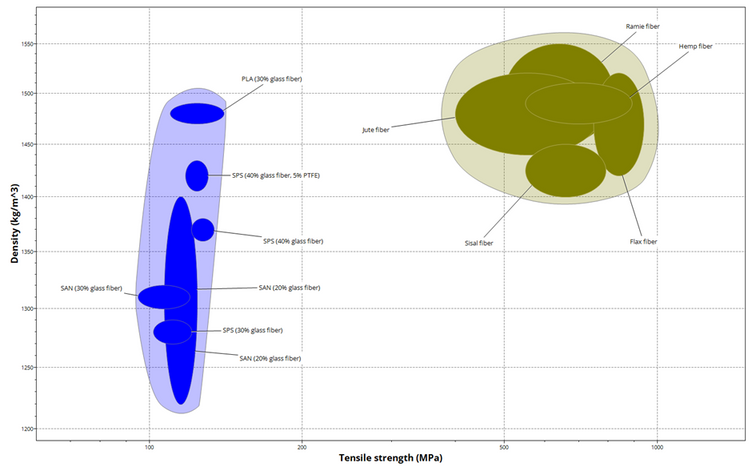 Ramie fiber
1550
Hemp fiber
PLA (30% glass fiber)
1500
Jute fiber
1450
SPS (40% glass fiber, 5% PTFE)
1400
SPS (40% glass fiber)
Sisal fiber
Flax fiber
1350
SAN (30% glass fiber)
SAN (20% glass fiber)
1300
SPS (30% glass fiber)
SAN (20% glass fiber)
1250
1200
Density (kg/m^3)
100
200
500
1000
Tensile strength (MPa)